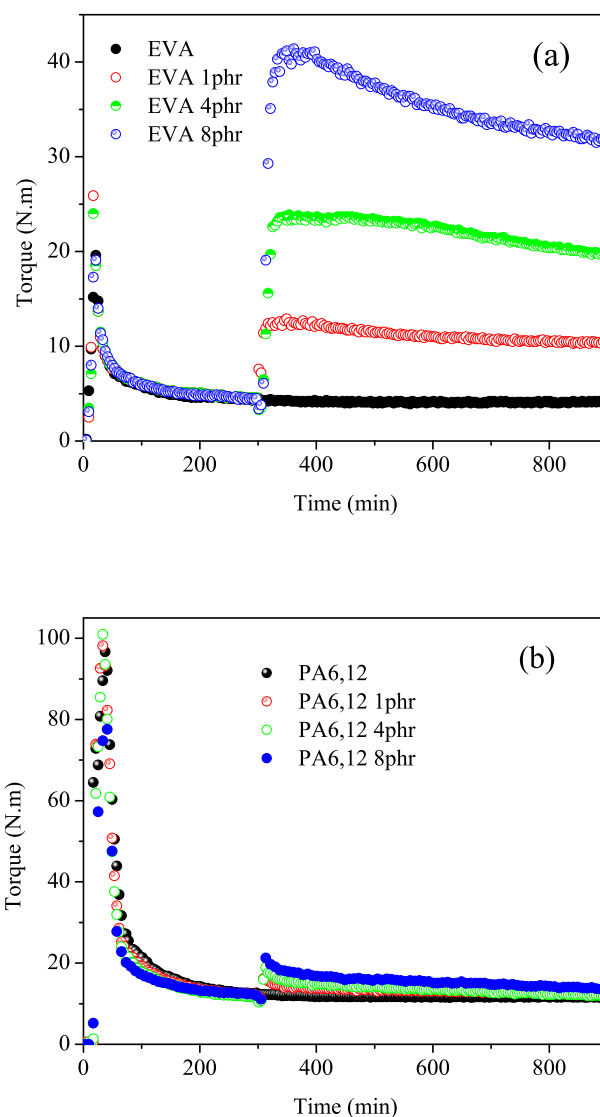 (a)
EVA
EVA 1phr
EVA 4phr
EVA 8phr
40
30
20
10
0
Torque (N.m)
0 200 400 600 800
Time (min)
(b)
PA6,12
PA6,12 1phr
PA6,12 4phr
PA6,12 8phr
100
80
60
40
20
0
Torque (N.m)
0 200 400 600 800
Time (min)